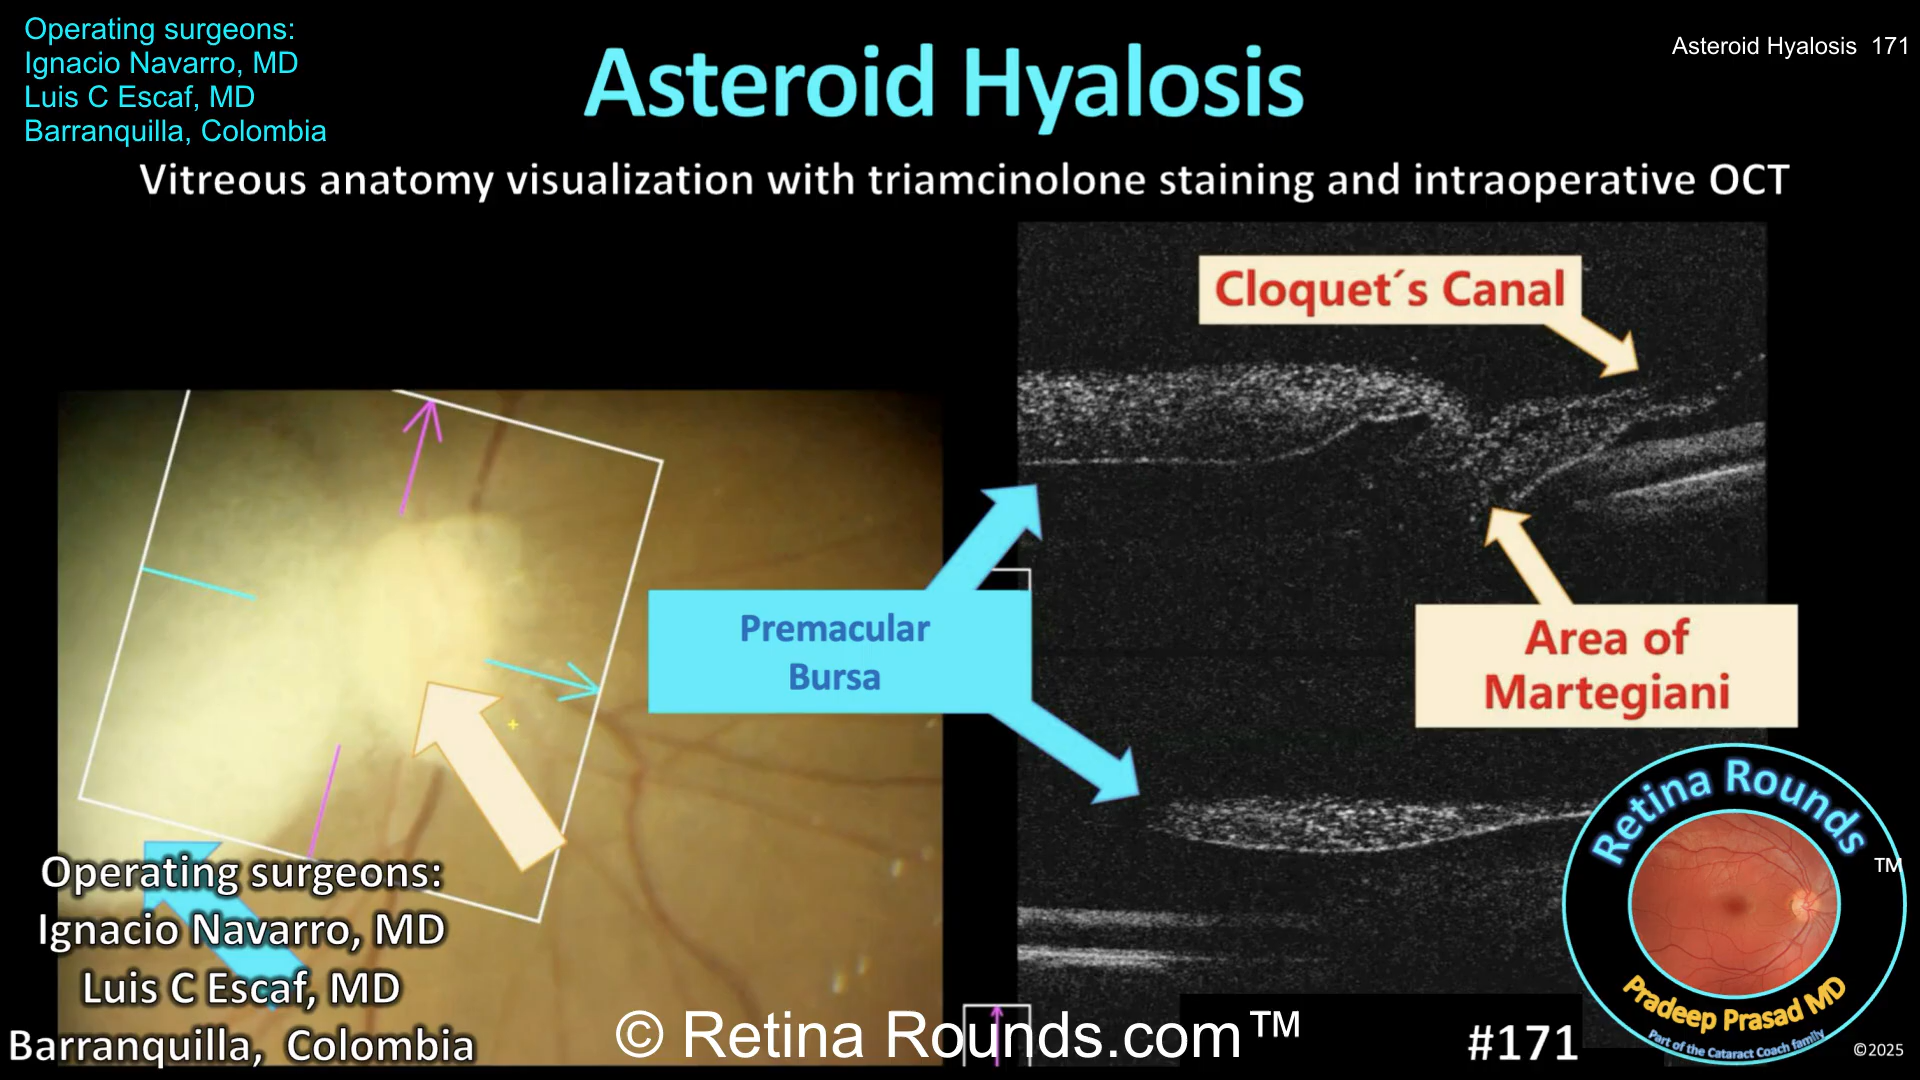 Operating surgeons:
Ignacio Navarro, MD
Luis C Escaf, MD
Barranquilla, Colombia
Asteroid Hyalosis
Asteroid Hyalosis 171
Vitreous anatomy visualization with triamcinolone staining and intraoperative OCT
Cloquet´s Canal
Premacular
Bursa
Area of
Martegiani
Operating surgeons:
Ignacio Navarro, MD
Luis C Escaf, MD
Barranquilla, Colombia
© Retina Rounds.com™
#171
Retina Rounds
TM
Pradeep Prasad MD
Part of the Cataract Coach family
©2025